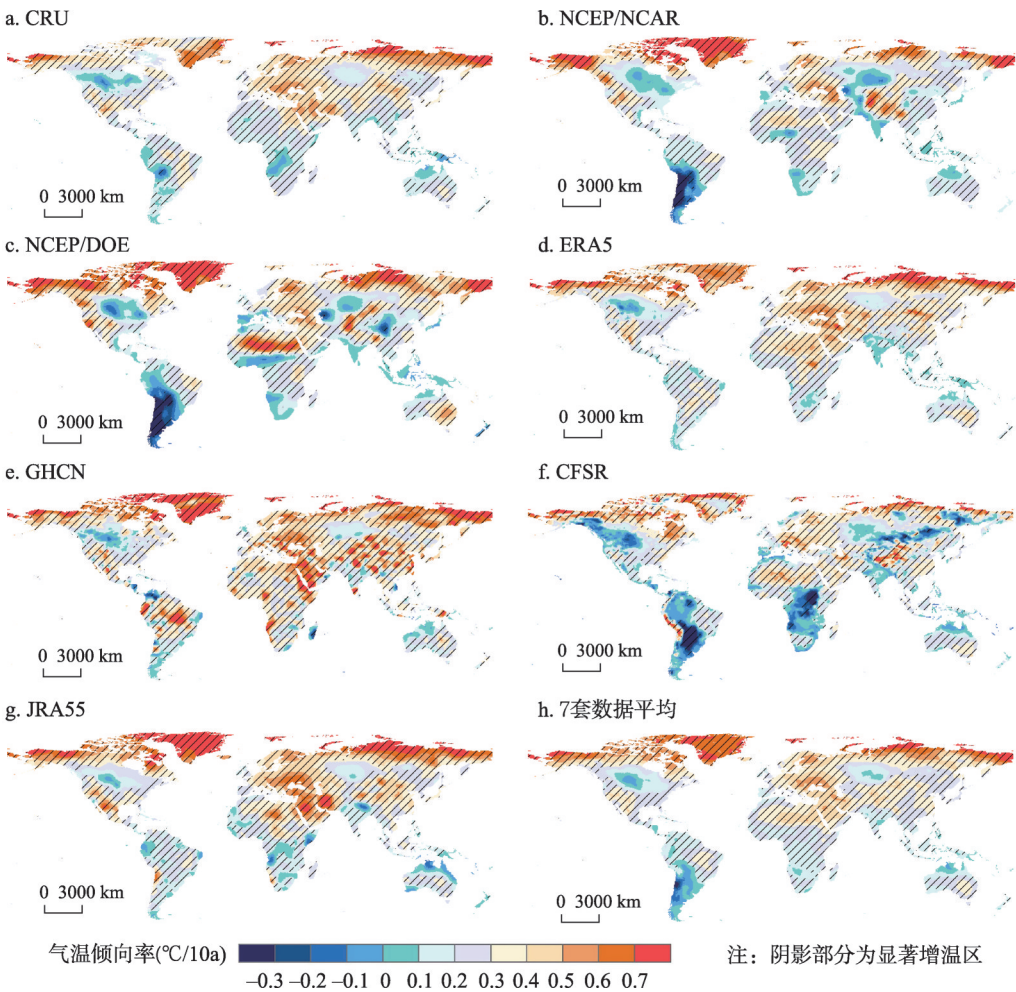 a. CRU
b. NCEP/NCAR
0 3000 km
0 3000 km
c. NCEP/DOE
d. ERA5
0 3000 km
0 3000 km
e. GHCN
f. CFSR
0 3000 km
0 3000 km
g. JRA55
h. 7套数据平均
0 3000 km
0 3000 km
气温倾向率(℃/10a)
注：阴影部分为显著增温区
−0.3 −0.2 −0.1 0 0.1 0.2 0.3 0.4 0.5 0.6 0.7